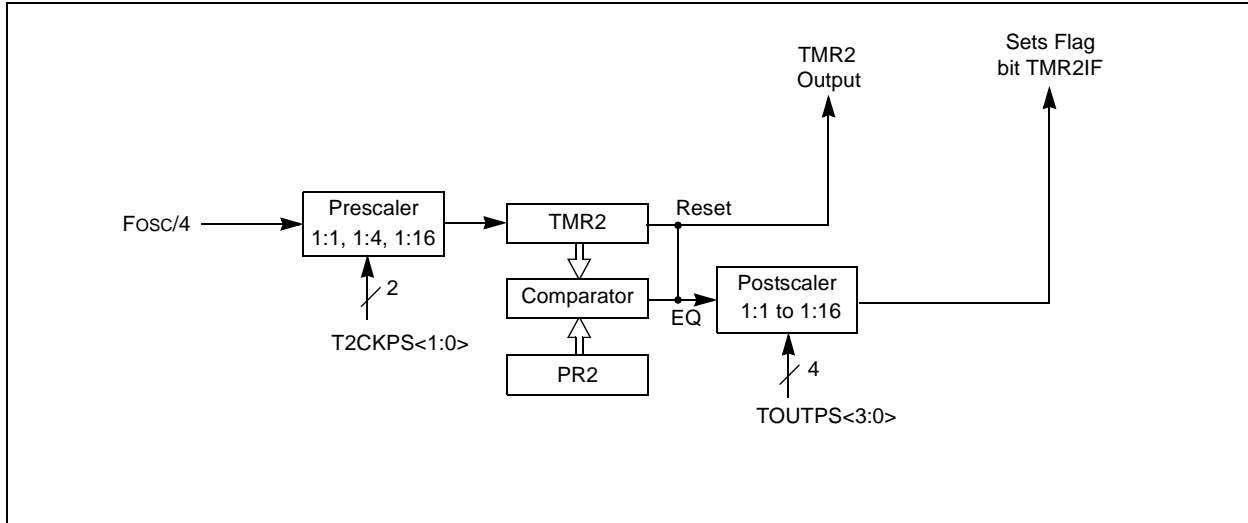 TMR2
Output
Sets Flag
bit TMR2IF
FOSC/4
Prescaler
1:1, 1:4, 1:16
2
T2CKPS<1:0>
TMR2
Reset
Comparator
EQ
PR2
Postscaler
1:1 to 1:16
4
TOUTPS<3:0>